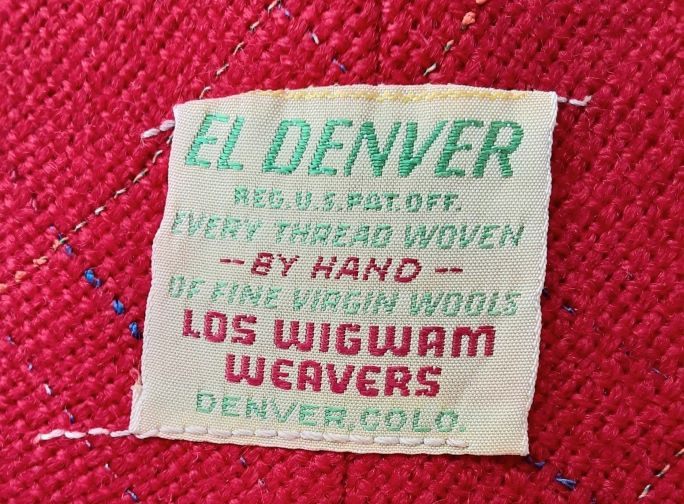 EL DENVER
REG.U.S.PAT.OFF.
EVERY THREAD WOVEN
--BY HAND--
OF FINE VIRGIN WOOLS
LOS WIGWAM
WEAVERS
DENVER, COLO.